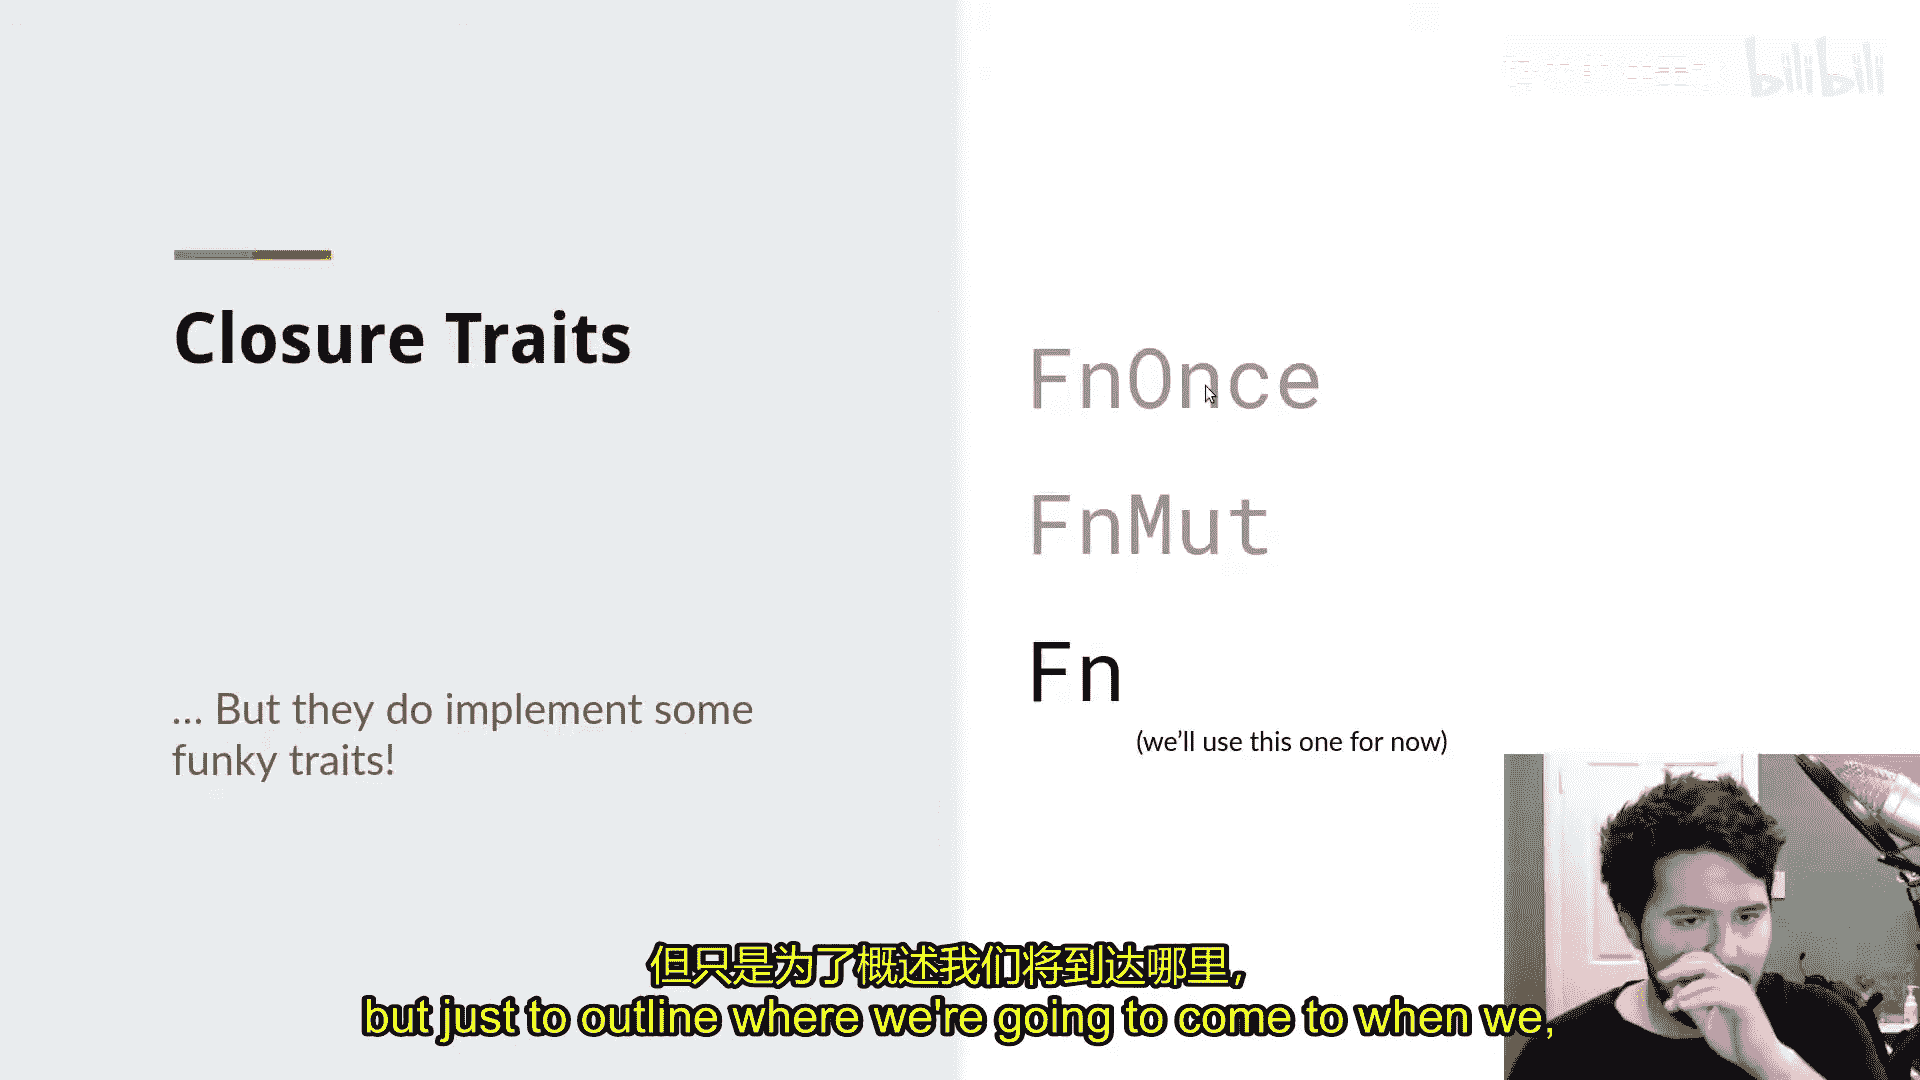 bilibili
Closure Traits
... But they do implement some
funky traits!
FnOnce
FnMut
Fn
(we'll use this one for now)
但只是为了概述我们将到达哪里，
but just to outline where we're going to come to when we,